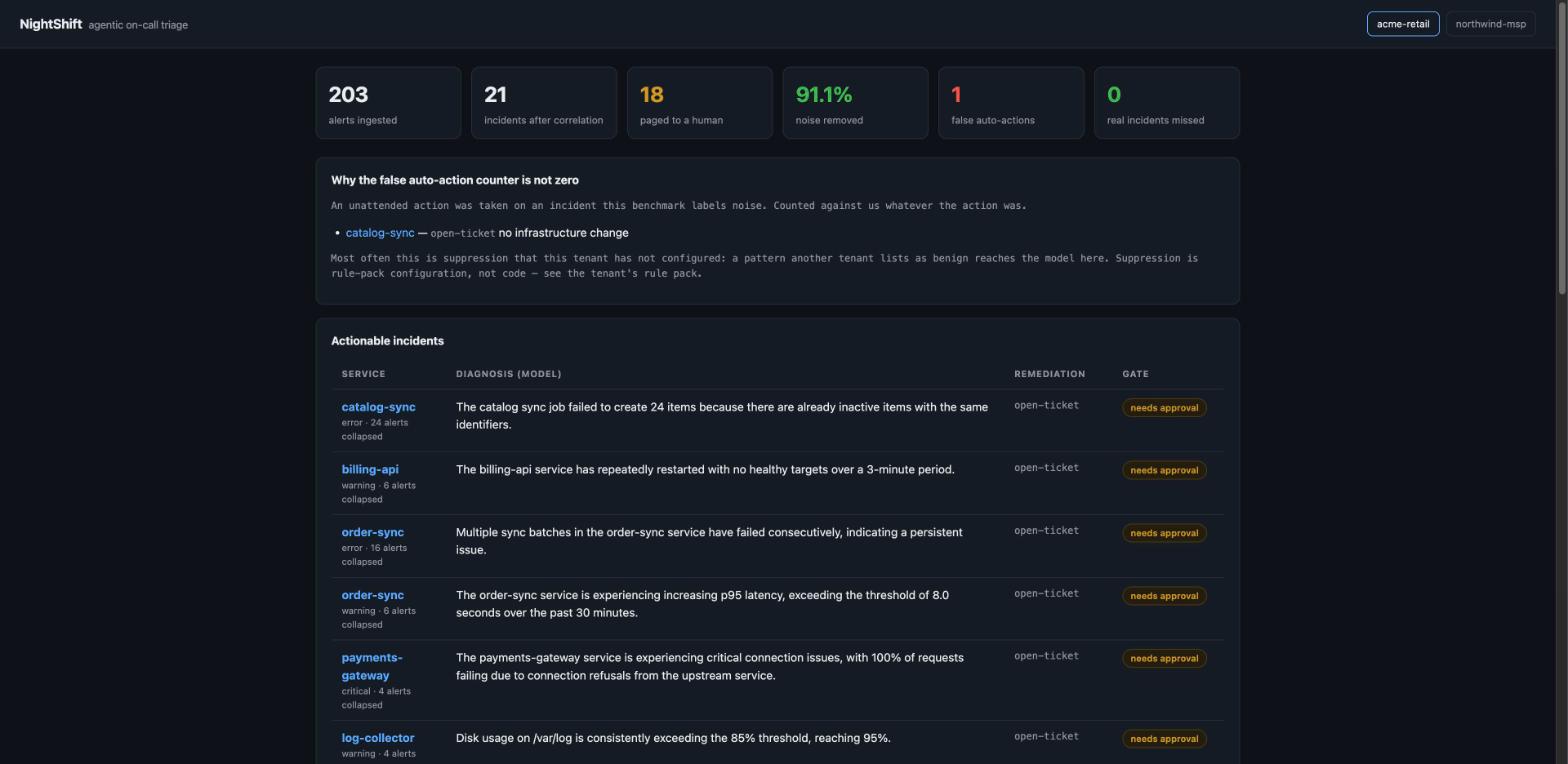 NightShift agentic on-call triage
acme-retail
northwind-msp
203
alerts ingested
21
incidents after correlation
18
paged to a human
91.1%
noise removed
1
false auto-actions
0
real incidents missed
Why the false auto-action counter is not zero
An unattended action was taken on an incident this benchmark labels noise. Counted against us whatever the action was.
• catalog-sync — open-ticket no infrastructure change
Most often this is suppression that this tenant has not configured: a pattern another tenant lists as benign reaches the model here. Suppression is
rule-pack configuration, not code — see the tenant's rule pack.
Actionable incidents
SERVICE DIAGNOSIS (MODEL) REMEDIATION GATE
catalog-sync
error · 24 alerts
collapsed
The catalog sync job failed to create 24 items because there are already inactive items with the same
identifiers.
open-ticket
needs approval
billing-api
warning · 6 alerts
collapsed
The billing-api service has repeatedly restarted with no healthy targets over a 3-minute period.
open-ticket
needs approval
order-sync
error · 16 alerts
collapsed
Multiple sync batches in the order-sync service have failed consecutively, indicating a persistent
issue.
open-ticket
needs approval
order-sync
warning · 6 alerts
collapsed
The order-sync service is experiencing increasing p95 latency, exceeding the threshold of 8.0
seconds over the past 30 minutes.
open-ticket
needs approval
payments-
gateway
critical · 4 alerts
collapsed
The payments-gateway service is experiencing critical connection issues, with 100% of requests
failing due to connection refusals from the upstream service.
open-ticket
needs approval
log-collector
warning · 4 alerts
Disk usage on /var/log is consistently exceeding the 85% threshold, reaching 95%.
open-ticket
needs approval